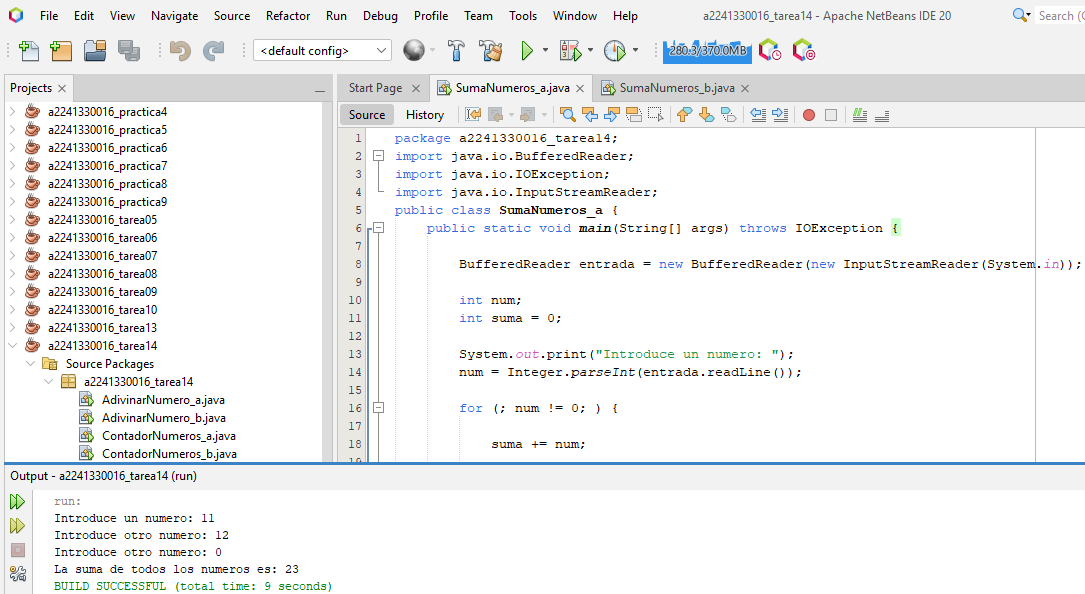 File Edit View Navigate Source Refactor Run Debug Profile Team Tools Window Help a2241330016_tarea14 - Apache NetBeans IDE 20 Search (C
<default config> 280.3/370.0MB
Projects Start Page SumaNumeros_a.java SumaNumeros_b.java
Source History
a2241330016_practica4
a2241330016_practica5
a2241330016_practica6
a2241330016_practica7
a2241330016_practica8
a2241330016_practica9
a2241330016_tarea05
a2241330016_tarea06
a2241330016_tarea07
a2241330016_tarea08
a2241330016_tarea09
a2241330016_tarea10
a2241330016_tarea13
a2241330016_tarea14
Source Packages
a2241330016_tarea14
AdivinarNumero_a.java
AdivinarNumero_b.java
ContadorNumeros_a.java
ContadorNumeros_b.java
1 package a2241330016_tarea14;
2 import java.io.BufferedReader;
3 import java.io.IOException;
4 import java.io.InputStreamReader;
5 public class SumaNumeros_a {
6 public static void main(String[] args) throws IOException {
7
8 BufferedReader entrada = new BufferedReader(new InputStreamReader(System.in));
9
10 int num;
11 int suma = 0;
12
13 System.out.print("Introduce un numero: ");
14 num = Integer.parseInt(entrada.readLine());
15
16 for (; num != 0; ) {
17
18 suma += num;
19
Output - a2241330016_tarea14 (run)
run:
Introduce un numero: 11
Introduce otro numero: 12
Introduce otro numero: 0
La suma de todos los numeros es: 23
BUILD SUCCESSFUL (total time: 9 seconds)